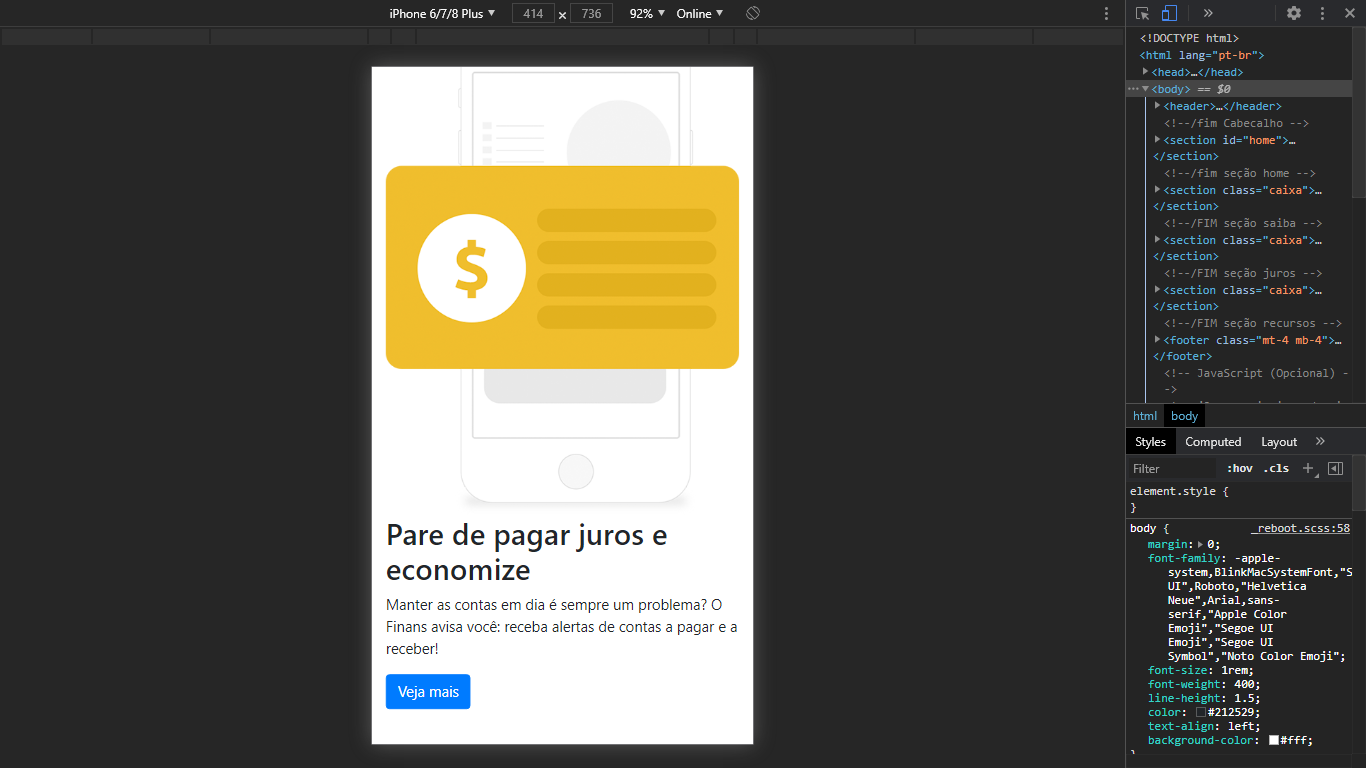 iPhone 6/7/8 Plus ▼ 414 x 736 92% ▼ Online ▼
$
Pare de pagar juros e
economize
Manter as contas em dia é sempre um problema? O
Finans avisa você: receba alertas de contas a pagar e a
receber!
Veja mais
<!DOCTYPE html>
<html lang="pt-br">
<head>…</head>
<body> == $0
<header>…</header>
<!--/fim Cabecalho -->
<section id="home">…
</section>
<!--/fim seção home -->
<section class="caixa">…
</section>
<!--/FIM seção saiba -->
<section class="caixa">…
</section>
<!--/FIM seção juros -->
<section class="caixa">…
</section>
<!--/FIM seção recursos -->
<footer class="mt-4 mb-4">…
</footer>
<!-- JavaScript (Opcional) --
>
html body
Styles Computed Layout »
Filter :hov .cls +
element.style {
}
body { _reboot.scss:58
margin: 0;
font-family: -apple-
system,BlinkMacSystemFont,"S
UI",Roboto,"Helvetica
Neue",Arial,sans-
serif,"Apple Color
Emoji","Segoe UI
Emoji","Segoe UI
Symbol","Noto Color Emoji";
font-size: 1rem;
font-weight: 400;
line-height: 1.5;
color: #212529;
text-align: left;
background-color: #fff;
}